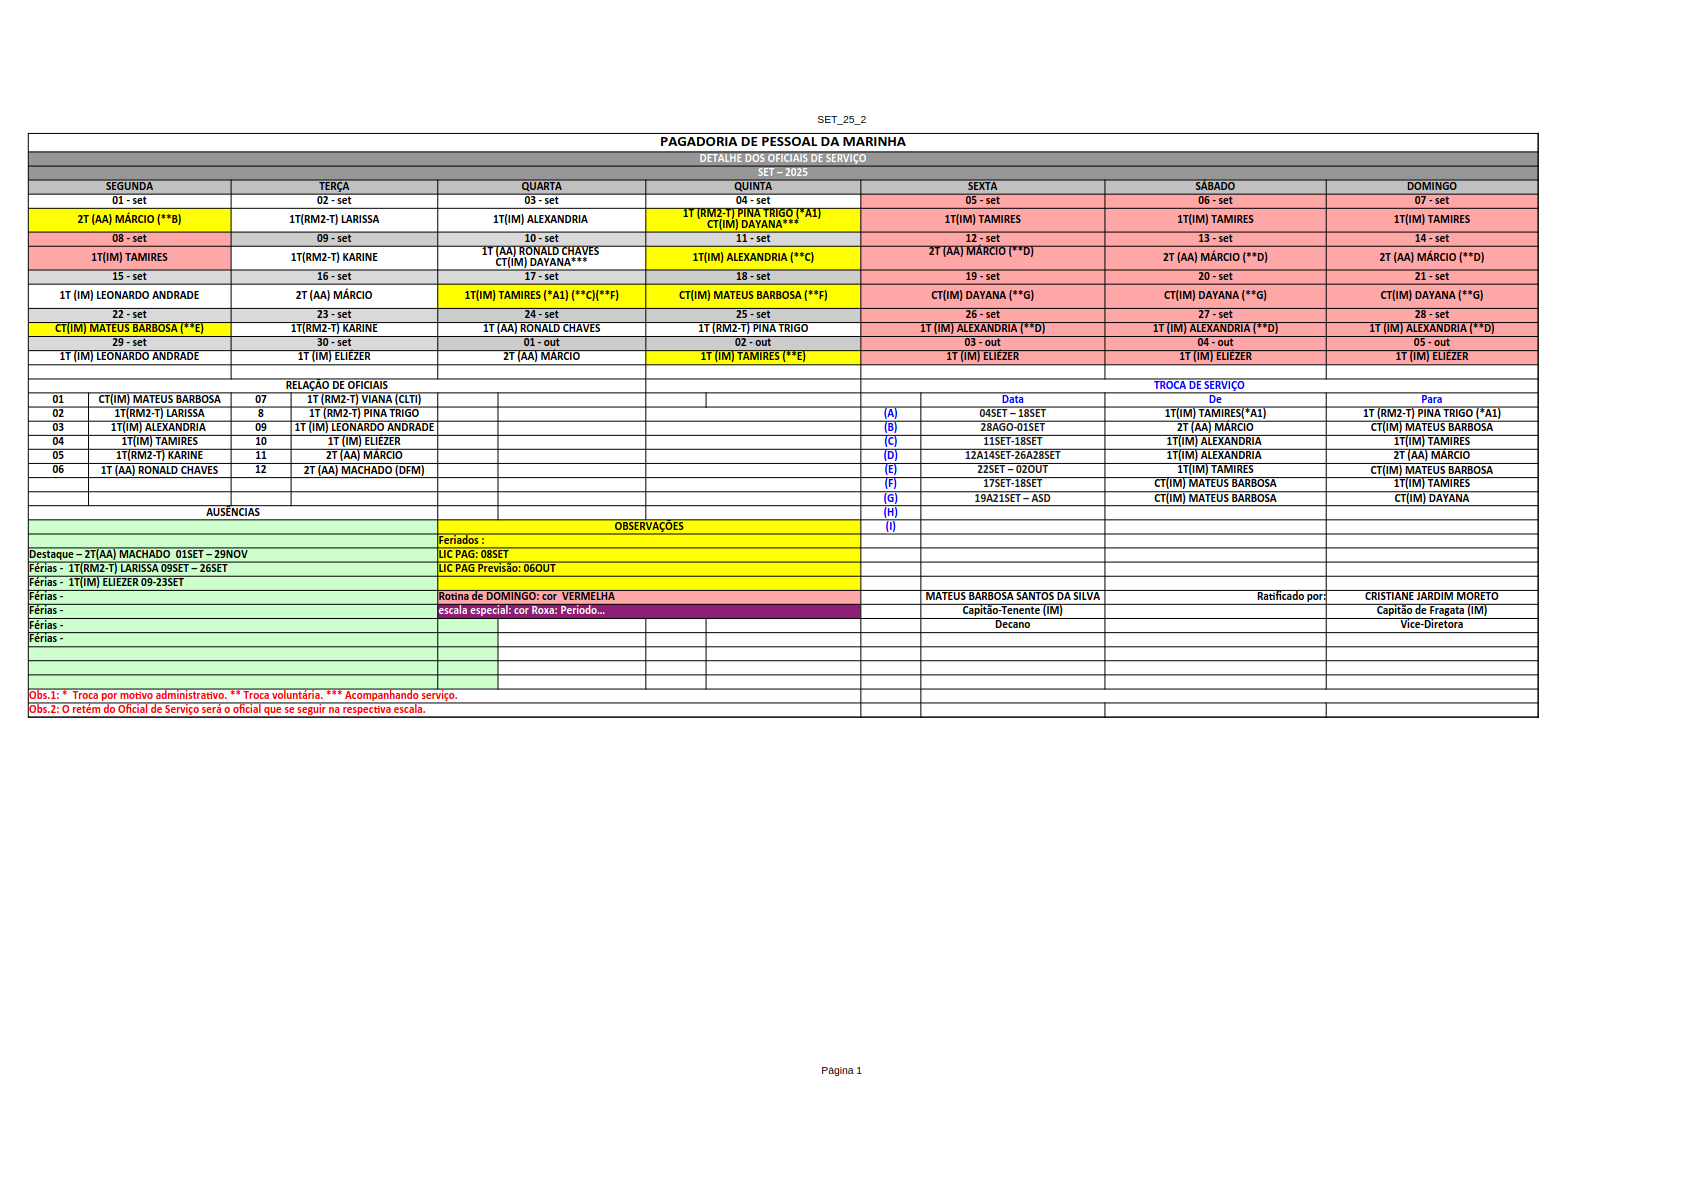 SET_25_2
PAGADORIA DE PESSOAL DA MARINHA
DETALHE DOS OFICIAIS DE SERVIÇO
SET – 2025
SEGUNDA TERÇA QUARTA QUINTA SEXTA SÁBADO DOMINGO
01 - set 02 - set 03 - set 04 - set 05 - set 06 - set 07 - set
2T (AA) MÁRCIO (**B) 1T(RM2-T) LARISSA 1T(IM) ALEXANDRIA 1T (RM2-T) PINA TRIGO (*A1) 1T(IM) TAMIRES 1T(IM) TAMIRES 1T(IM) TAMIRES
CT(IM) DAYANA***
08 - set 09 - set 10 - set 11 - set 12 - set 13 - set 14 - set
1T(IM) TAMIRES 1T(RM2-T) KARINE 1T (AA) RONALD CHAVES 1T(IM) ALEXANDRIA (**C) 2T (AA) MÁRCIO (**D) 2T (AA) MÁRCIO (**D) 2T (AA) MÁRCIO (**D)
CT(IM) DAYANA***
15 - set 16 - set 17 - set 18 - set 19 - set 20 - set 21 - set
1T (IM) LEONARDO ANDRADE 2T (AA) MÁRCIO 1T(IM) TAMIRES (*A1) (**C)(**F) CT(IM) MATEUS BARBOSA (**F) CT(IM) DAYANA (**G) CT(IM) DAYANA (**G) CT(IM) DAYANA (**G)
22 - set 23 - set 24 - set 25 - set 26 - set 27 - set 28 - set
CT(IM) MATEUS BARBOSA (**E) 1T(RM2-T) KARINE 1T (AA) RONALD CHAVES 1T (RM2-T) PINA TRIGO 1T (IM) ALEXANDRIA (**D) 1T (IM) ALEXANDRIA (**D) 1T (IM) ALEXANDRIA (**D)
29 - set 30 - set 01 - out 02 - out 03 - out 04 - out 05 - out
1T (IM) LEONARDO ANDRADE 1T (IM) ELIÉZER 2T (AA) MÁRCIO 1T (IM) TAMIRES (**E) 1T (IM) ELIÉZER 1T (IM) ELIÉZER 1T (IM) ELIÉZER
RELAÇÃO DE OFICIAIS TROCA DE SERVIÇO
01 CT(IM) MATEUS BARBOSA 07 1T (RM2-T) VIANA (CLTI) Data De Para
02 1T(RM2-T) LARISSA 8 1T (RM2-T) PINA TRIGO (A) 04SET – 18SET 1T(IM) TAMIRES(*A1) 1T (RM2-T) PINA TRIGO (*A1)
03 1T(IM) ALEXANDRIA 09 1T (IM) LEONARDO ANDRADE (B) 28AGO-01SET 2T (AA) MÁRCIO CT(IM) MATEUS BARBOSA
04 1T(IM) TAMIRES 10 1T (IM) ELIÉZER (C) 11SET-18SET 1T(IM) ALEXANDRIA 1T(IM) TAMIRES
05 1T(RM2-T) KARINE 11 2T (AA) MÁRCIO (D) 12A14SET-26A28SET 1T(IM) ALEXANDRIA 2T (AA) MÁRCIO
06 1T (AA) RONALD CHAVES 12 2T (AA) MACHADO (DFM) (E) 22SET – 02OUT 1T(IM) TAMIRES CT(IM) MATEUS BARBOSA
(F) 17SET-18SET CT(IM) MATEUS BARBOSA 1T(IM) TAMIRES
(G) 19A21SET – ASD CT(IM) MATEUS BARBOSA CT(IM) DAYANA
AUSÊNCIAS (H)
OBSERVAÇÕES (I)
Feriados :
Destaque – 2T(AA) MACHADO 01SET – 29NOV LIC PAG: 08SET
Férias - 1T(RM2-T) LARISSA 09SET – 26SET LIC PAG Previsão: 06OUT
Férias - 1T(IM) ELIEZER 09-23SET
Férias - Rotina de DOMINGO: cor VERMELHA MATEUS BARBOSA SANTOS DA SILVA Ratificado por: CRISTIANE JARDIM MORETO
Férias - escala especial: cor Roxa: Periodo... Capitão-Tenente (IM) Capitão de Fragata (IM)
Férias - Decano Vice-Diretora
Férias -
Obs.1: * Troca por motivo administrativo. ** Troca voluntária. *** Acompanhando serviço.
Obs.2: O retém do Oficial de Serviço será o oficial que se seguir na respectiva escala.
Página 1